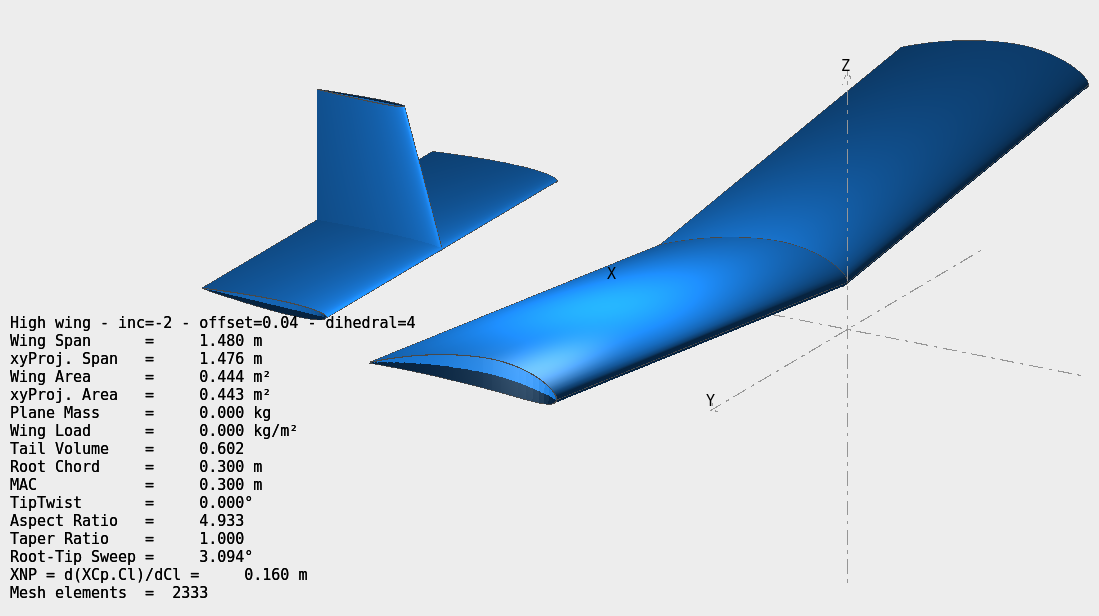 Z
X
Y
High wing - inc=-2 - offset=0.04 - dihedral=4
Wing Span      =     1.480 m
xyProj. Span   =     1.476 m
Wing Area      =     0.444 m²
xyProj. Area   =     0.443 m²
Plane Mass     =     0.000 kg
Wing Load      =     0.000 kg/m²
Tail Volume    =     0.602
Root Chord     =     0.300 m
MAC            =     0.300 m
TipTwist       =     0.000°
Aspect Ratio   =     4.933
Taper Ratio    =     1.000
Root-Tip Sweep =     3.094°
XNP = d(XCp.Cl)/dCl =     0.160 m
Mesh elements  =  2333